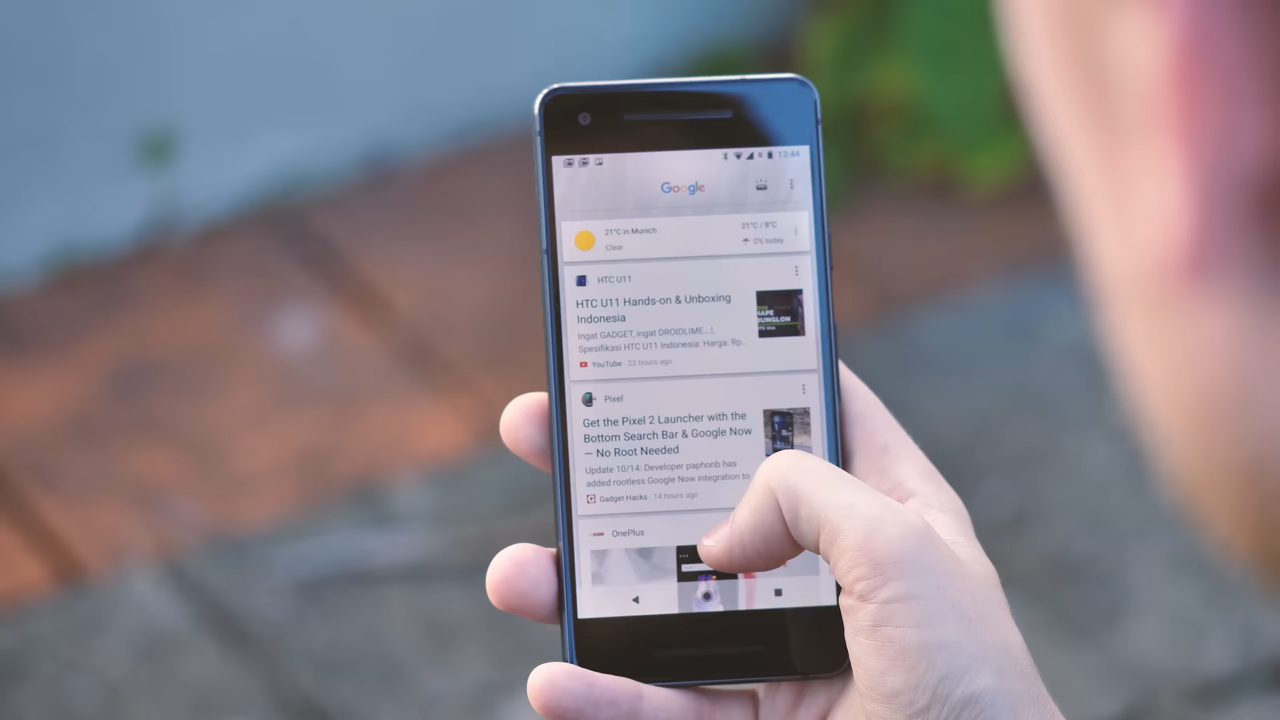 12:44
Google
21°C in Munich
21°C / 8°C
Clear
0% today
HTC U11
HTC U11 Hands-on & Unboxing
Indonesia
Ingat GADGET, ingat DROIDLIME...!,
Spesifikasi HTC U11 Indonesia: Harga: Rp...
YouTube · 23 hours ago
Pixel
Get the Pixel 2 Launcher with the
Bottom Search Bar & Google Now
— No Root Needed
Update 10/14: Developer paphonb has
added rootless Google Now integration to
Gadget Hacks · 14 hours ago
OnePlus